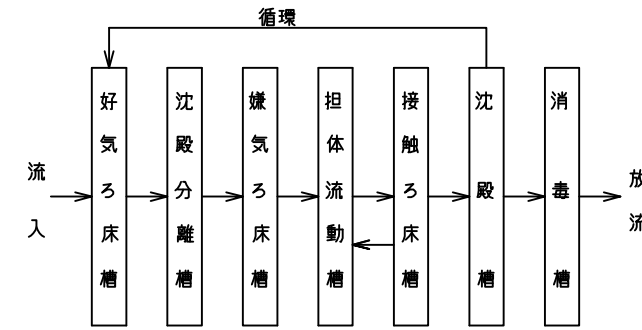 循環
流入
好気ろ床槽
沈殿分離槽
嫌気ろ床槽
担体流動槽
接触ろ床槽
沈殿槽
消毒槽
放流